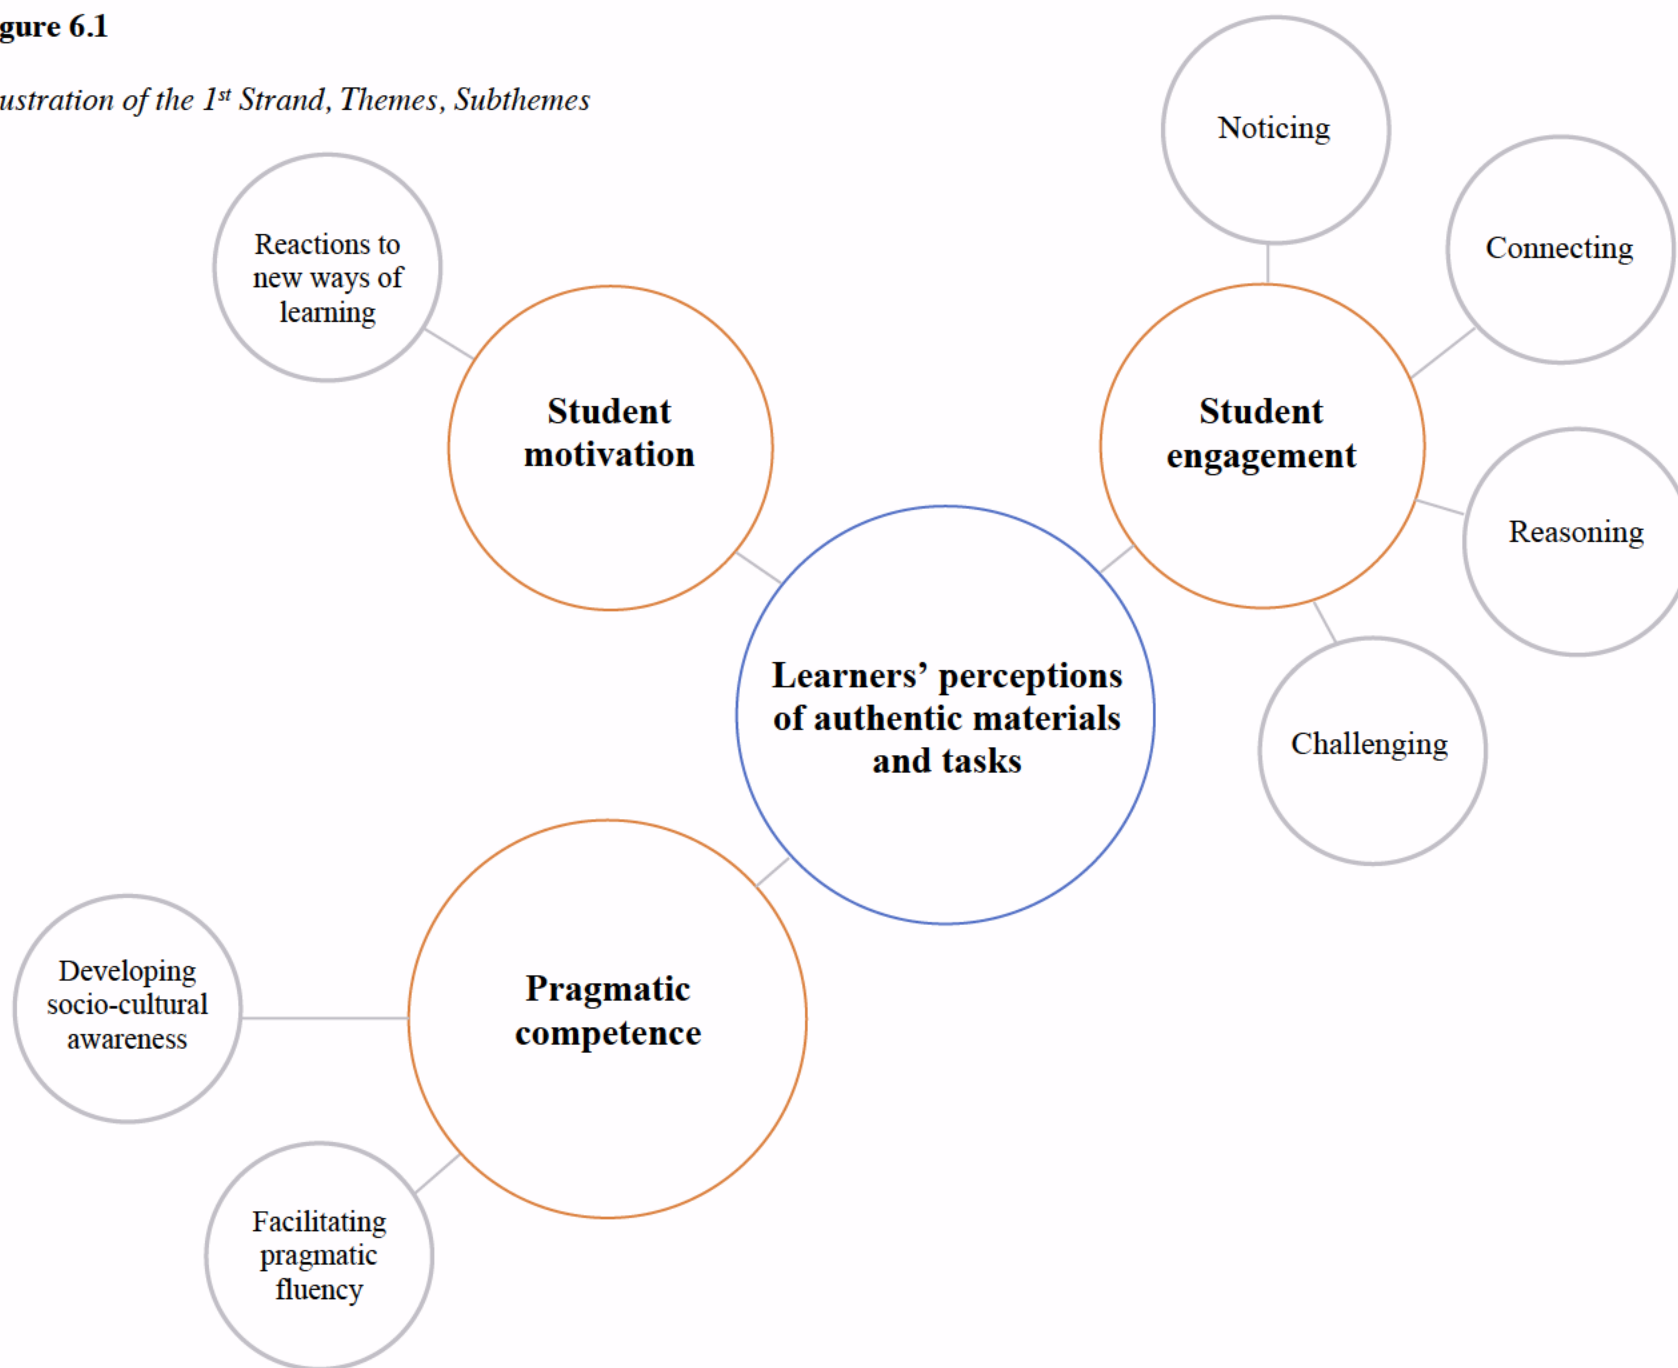 gure 6.1
ustration of the 1st Strand, Themes, Subthemes
Noticing
Connecting
Reactions to
new ways of
learning
Student
motivation
Student
engagement
Reasoning
Learners’ perceptions
of authentic materials
and tasks
Challenging
Developing
socio-cultural
awareness
Pragmatic
competence
Facilitating
pragmatic
fluency